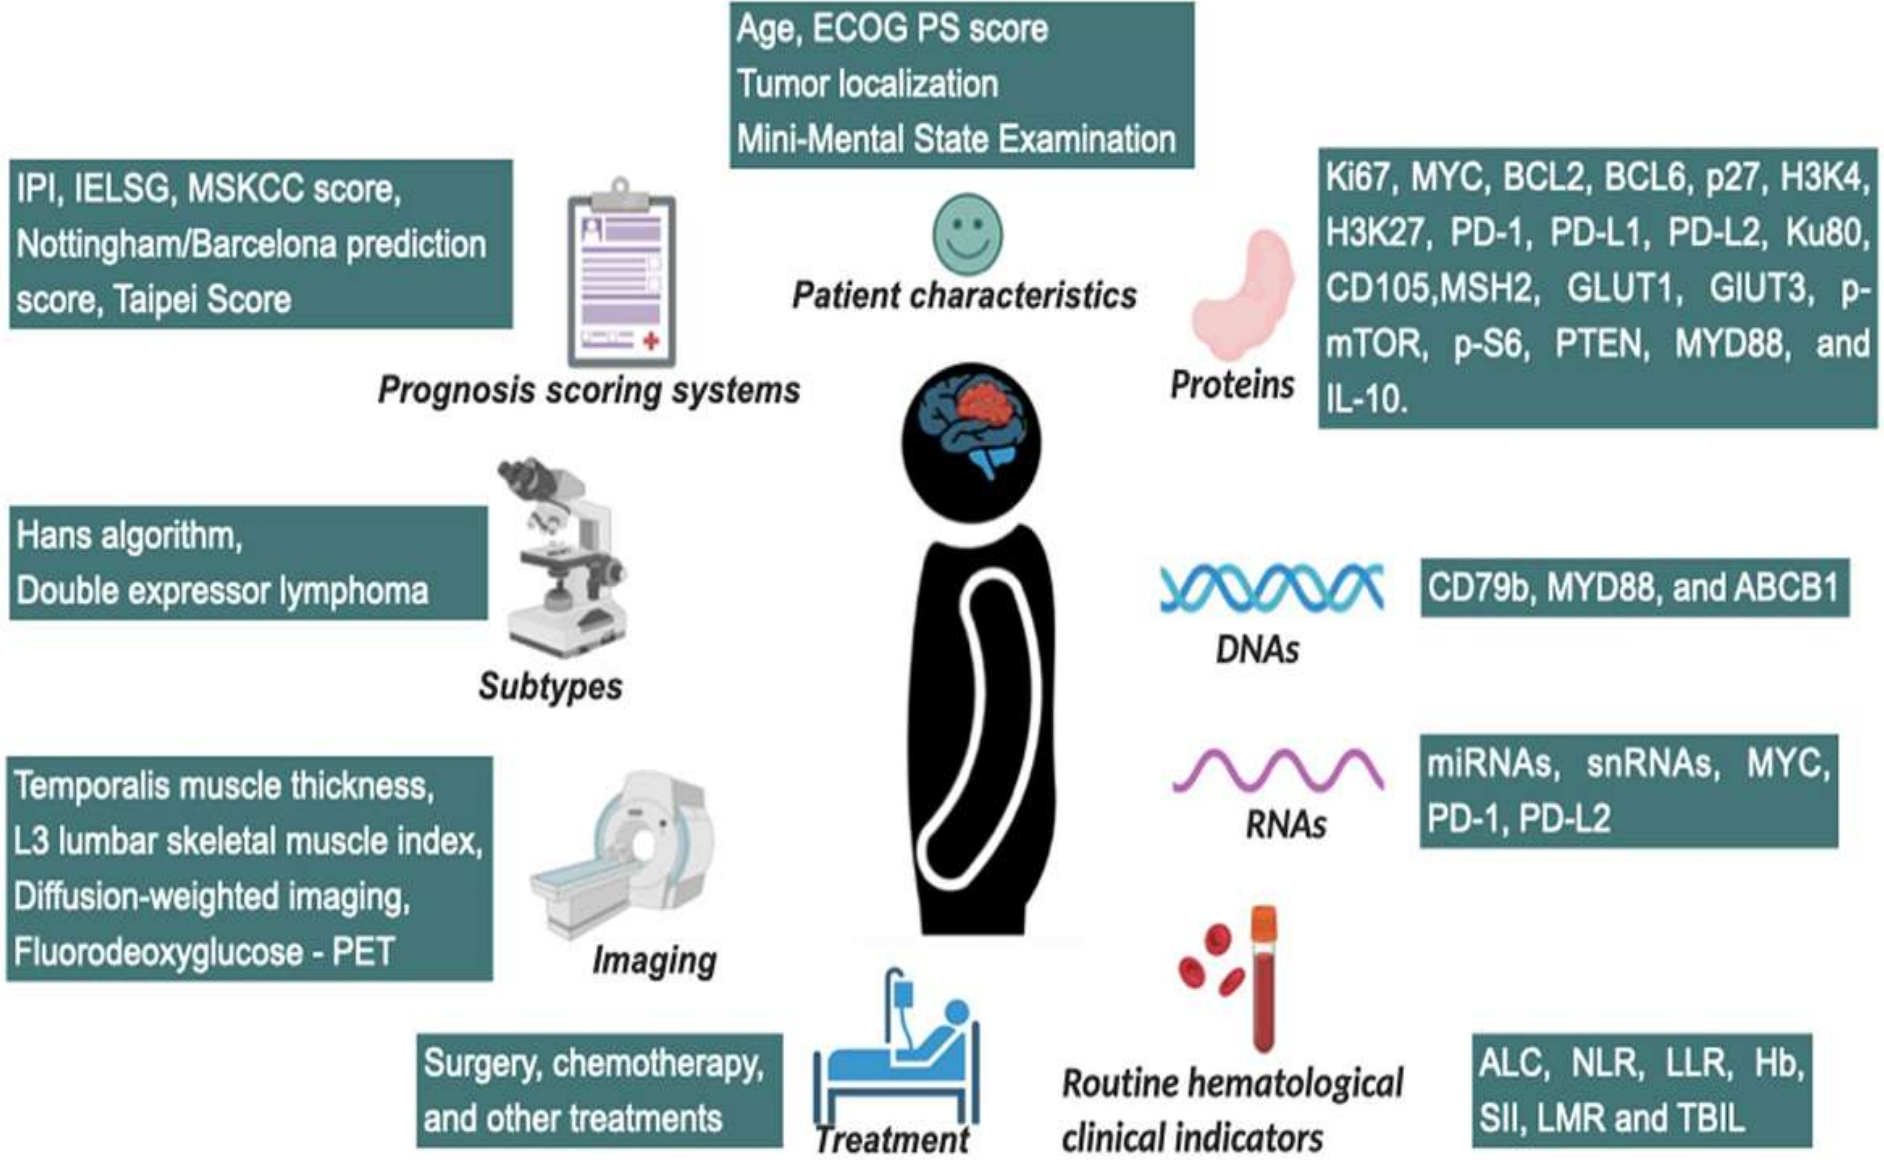 Age, ECOG PS score
Tumor localization
Mini-Mental State Examination
Patient characteristics
IPI, IELSG, MSKCC score,
Nottingham/Barcelona prediction
score, Taipei Score
Prognosis scoring systems
Ki67, MYC, BCL2, BCL6, p27, H3K4,
H3K27, PD-1, PD-L1, PD-L2, Ku80,
CD105,MSH2, GLUT1, GIUT3, p-
mTOR, p-S6, PTEN, MYD88, and
IL-10.
Proteins
Hans algorithm,
Double expressor lymphoma
Subtypes
CD79b, MYD88, and ABCB1
DNAs
Temporalis muscle thickness,
L3 lumbar skeletal muscle index,
Diffusion-weighted imaging,
Fluorodeoxyglucose - PET
Imaging
miRNAs, snRNAs, MYC,
PD-1, PD-L2
RNAs
Surgery, chemotherapy,
and other treatments
Treatment
Routine hematological
clinical indicators
ALC, NLR, LLR, Hb,
SII, LMR and TBIL